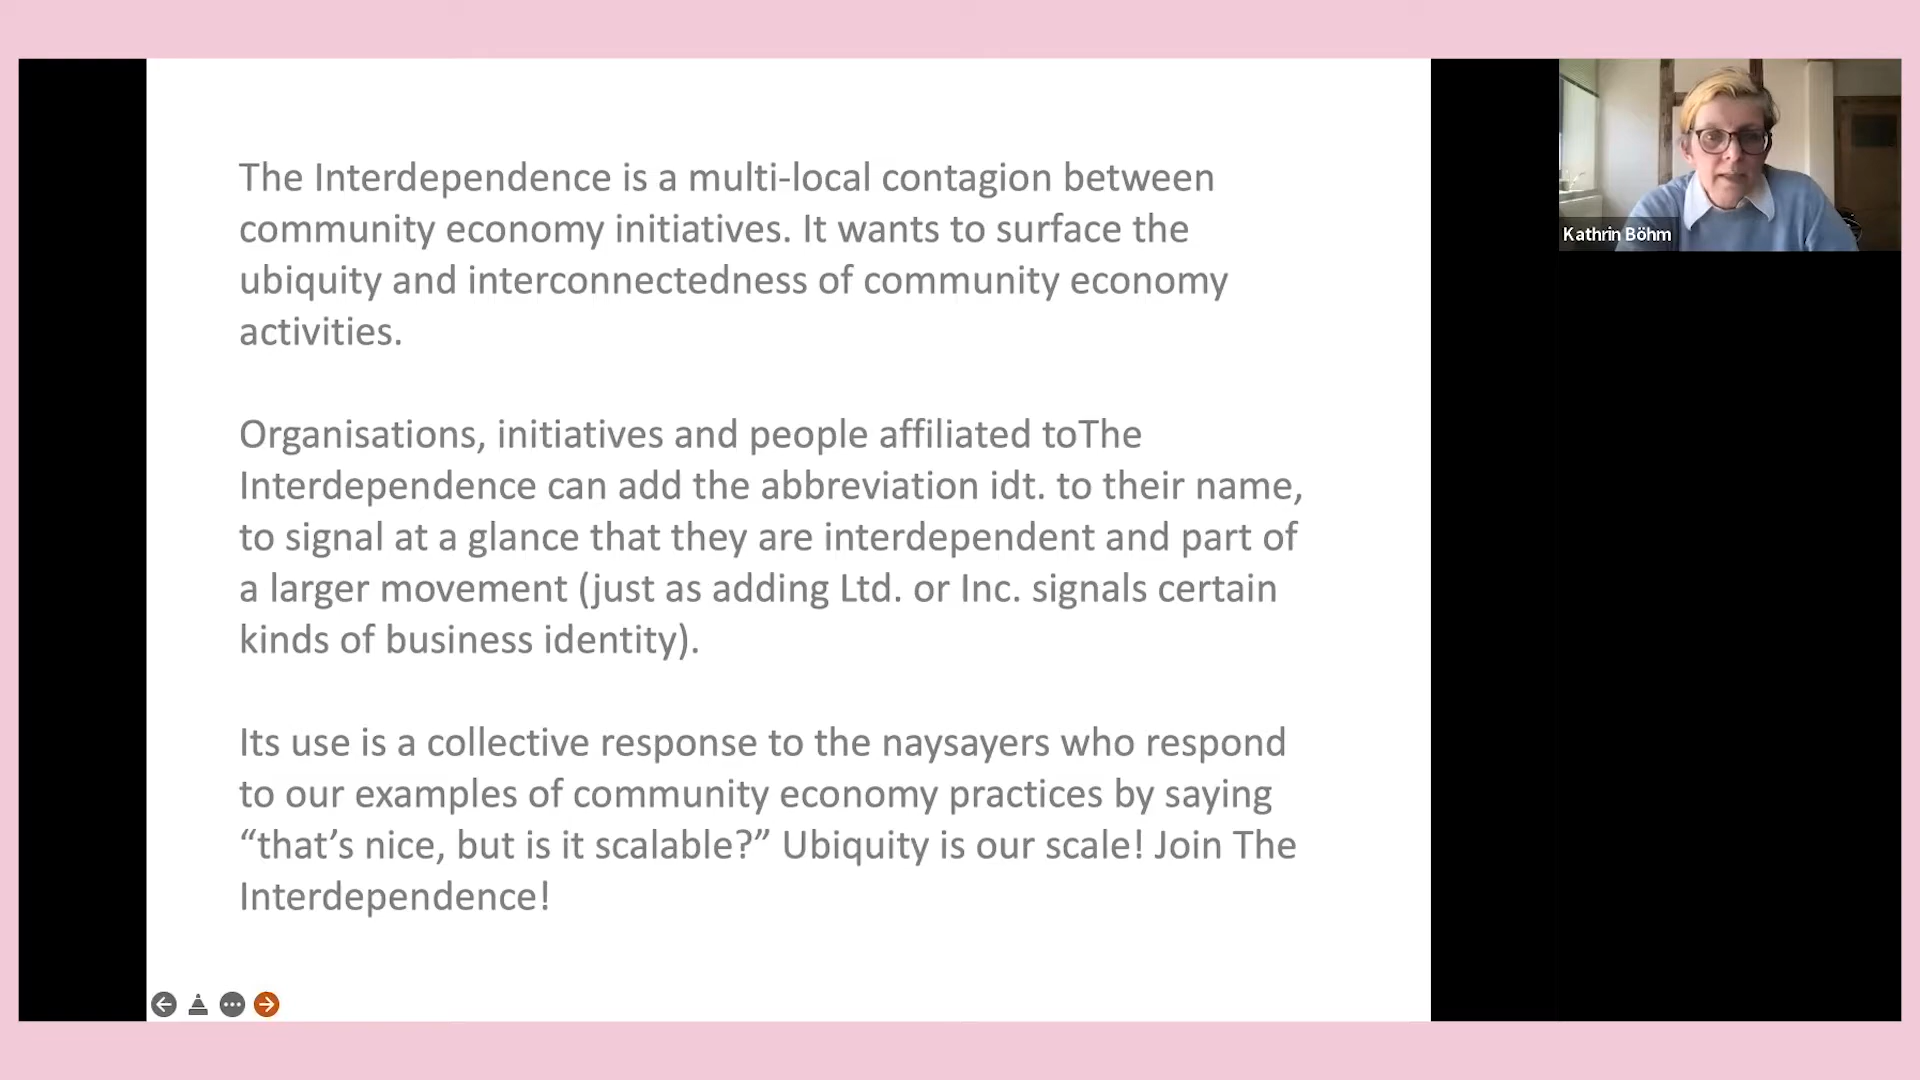 The Interdependence is a multi-local contagion between
community economy initiatives. It wants to surface the
ubiquity and interconnectedness of community economy
activities.
Organisations, initiatives and people affiliated toThe
Interdependence can add the abbreviation idt. to their name,
to signal at a glance that they are interdependent and part of
a larger movement (just as adding Ltd. or Inc. signals certain
kinds of business identity).
Its use is a collective response to the naysayers who respond
to our examples of community economy practices by saying
“that’s nice, but is it scalable?” Ubiquity is our scale! Join The
Interdependence!
Kathrin Böhm